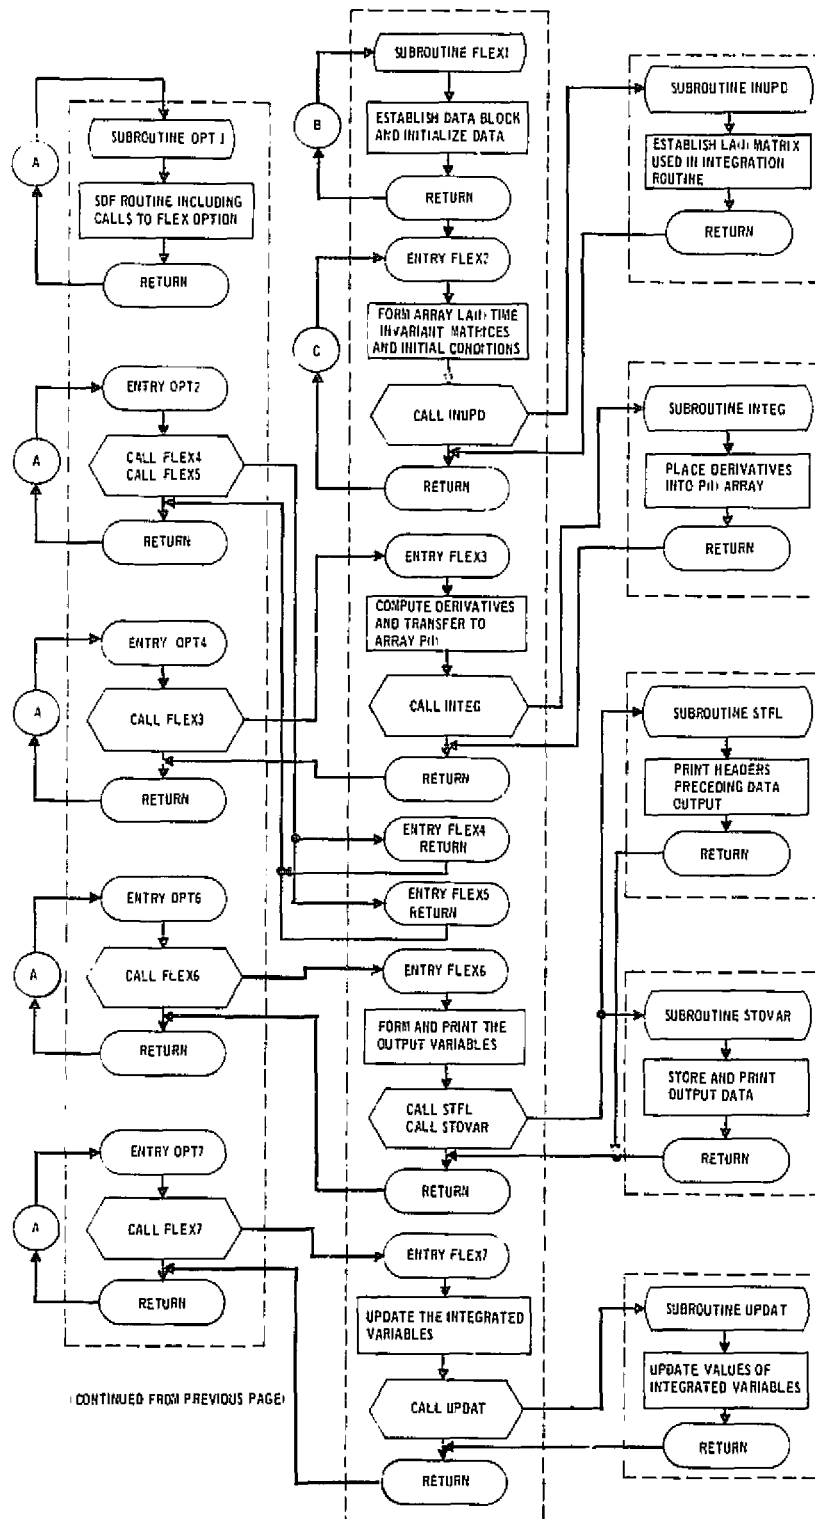 SUBROUTINE OPT1
A
SDF ROUTINE INCLUDING
CALLS TO FLEX OPTION
RETURN
ENTRY OPT2
A
CALL FLEX4
CALL FLEX5
RETURN
ENTRY OPT4
A
CALL FLEX3
RETURN
ENTRY OPT6
A
CALL FLEX6
RETURN
ENTRY OPT7
A
CALL FLEX7
RETURN
(CONTINUED FROM PREVIOUS PAGE)
SUBROUTINE FLEX1
B
ESTABLISH DATA BLOCK
AND INITIALIZE DATA
RETURN
ENTRY FLEX2
C
FORM ARRAY LA(I) TIME
INVARIANT MATRICES
AND INITIAL CONDITIONS
CALL INUPD
RETURN
ENTRY FLEX3
COMPUTE DERIVATIVES
AND TRANSFER TO
ARRAY P(I)
CALL INTEG
RETURN
ENTRY FLEX4
RETURN
ENTRY FLEX5
RETURN
ENTRY FLEX6
FORM AND PRINT THE
OUTPUT VARIABLES
CALL STFL
CALL STOVAR
RETURN
ENTRY FLEX7
UPDATE THE INTEGRATED
VARIABLES
CALL UPDAT
RETURN
SUBROUTINE INUPD
ESTABLISH LA(I) MATRIX
USED IN INTEGRATION
ROUTINE
RETURN
SUBROUTINE INTEG
PLACE DERIVATIVES
INTO P(I) ARRAY
RETURN
SUBROUTINE STFL
PRINT HEADERS
PRECEDING DATA
OUTPUT
RETURN
SUBROUTINE STOVAR
STORE AND PRINT
OUTPUT DATA
RETURN
SUBROUTINE UPDAT
UPDATE VALUES OF
INTEGRATED VARIABLES
RETURN